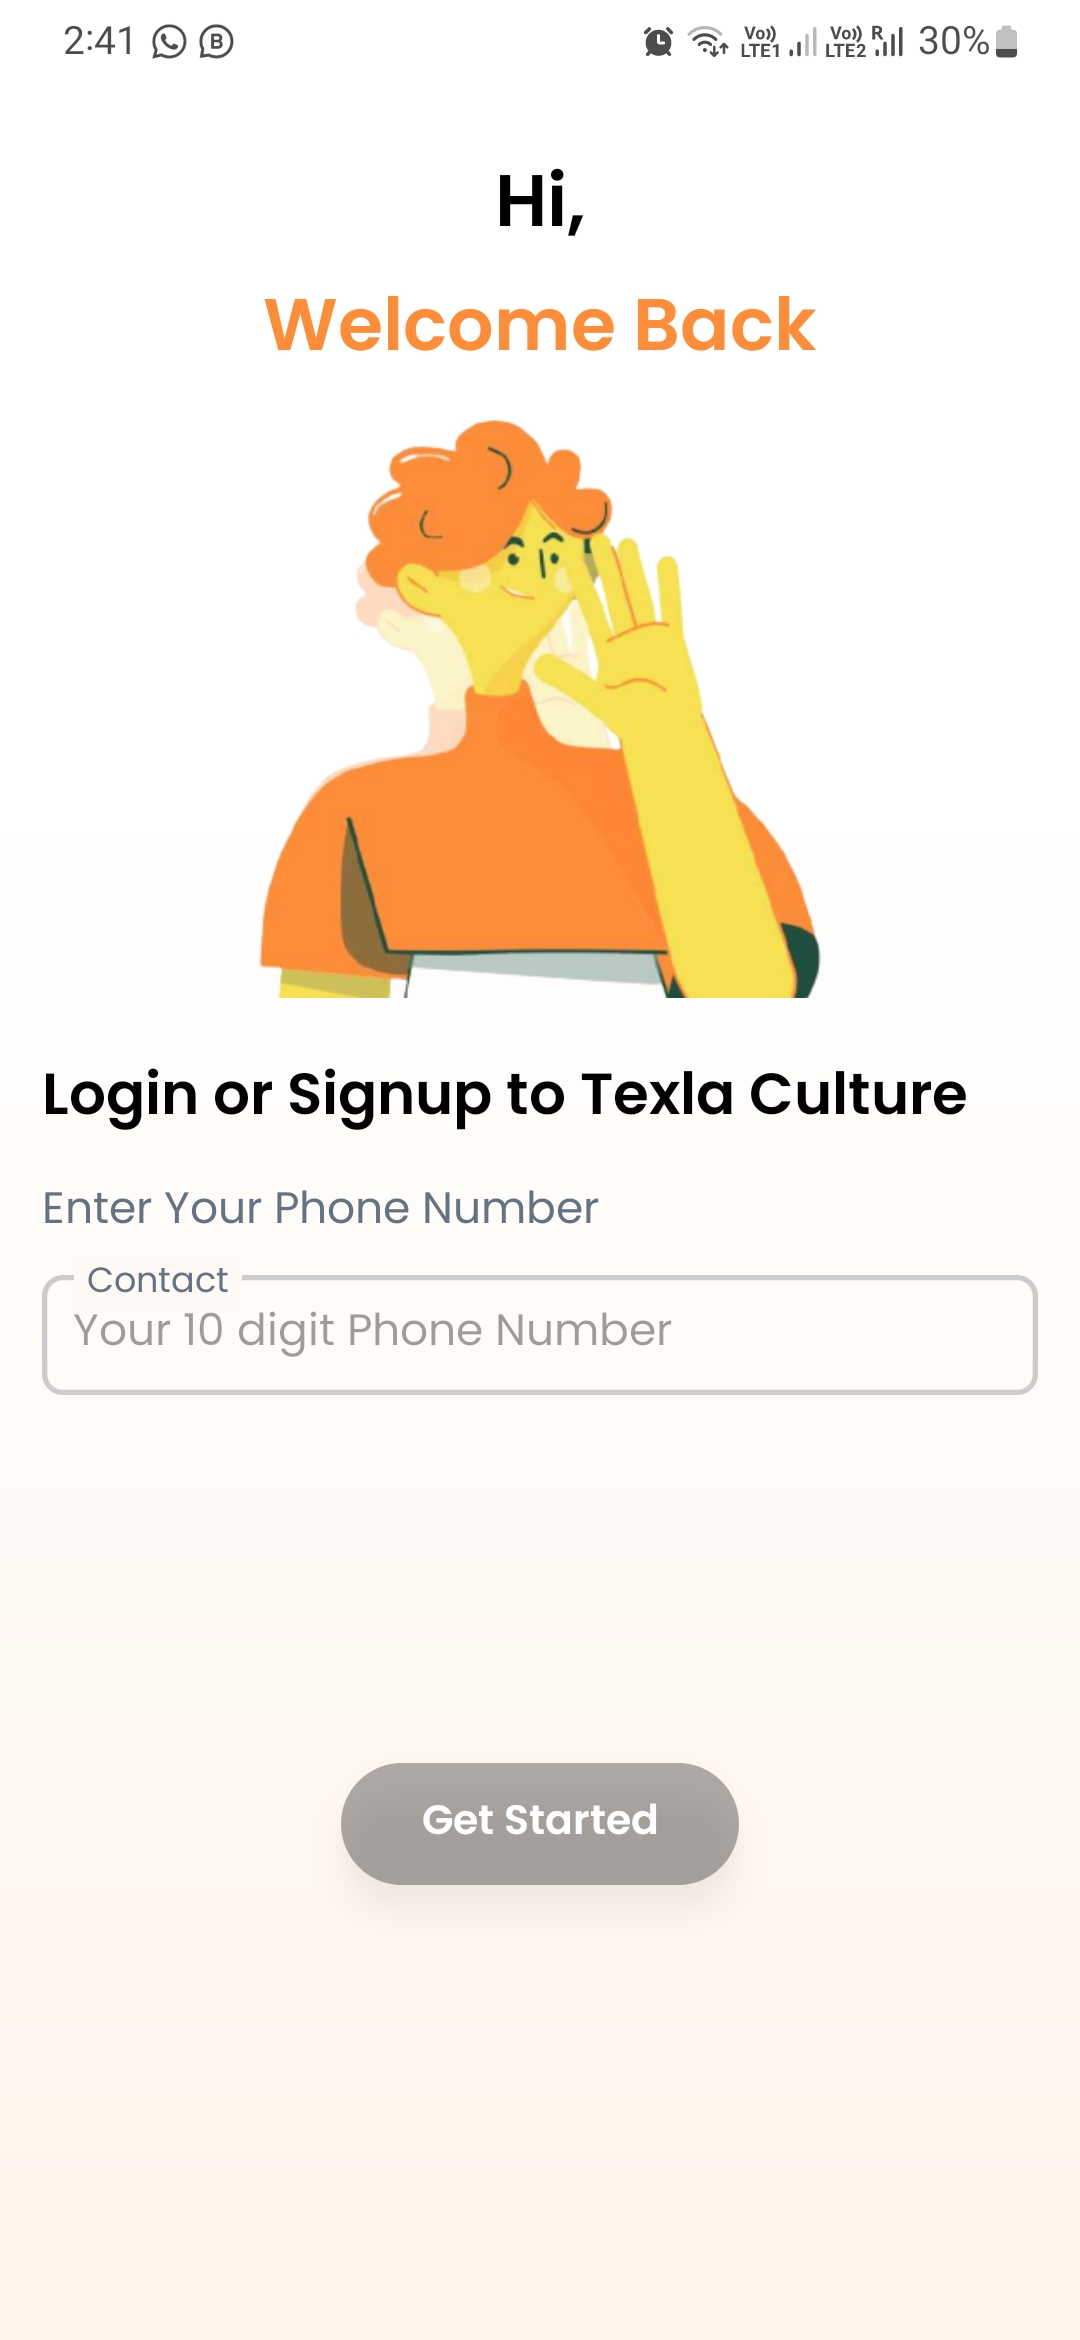 2:41 Vo)) LTE1 Vo)) LTE2 R 30%
Hi,
Welcome Back
Login or Signup to Texla Culture
Enter Your Phone Number
Contact
Your 10 digit Phone Number
Get Started